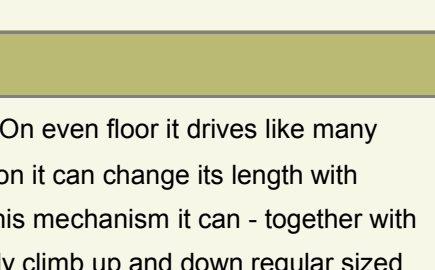 On even floor it drives like many
on it can change its length with
his mechanism it can - together with
ly climb up and down regular sized